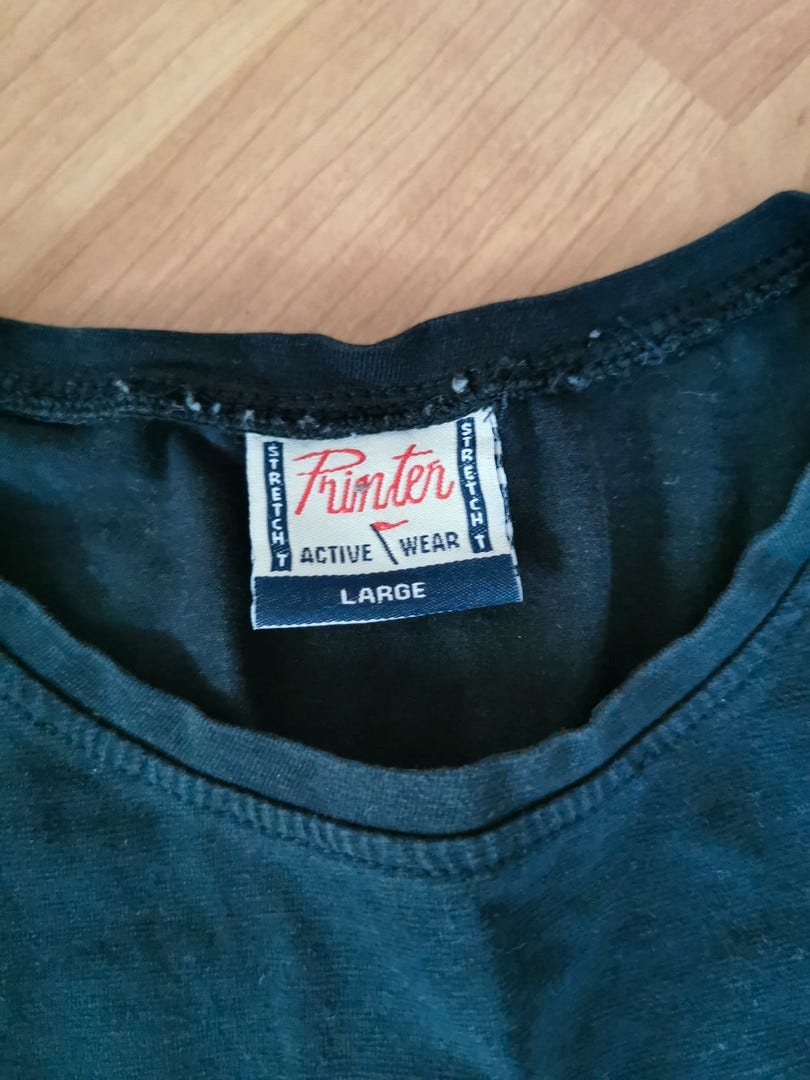 STRETCH T
Printer
STRETCH T
ACTIVE WEAR
LARGE